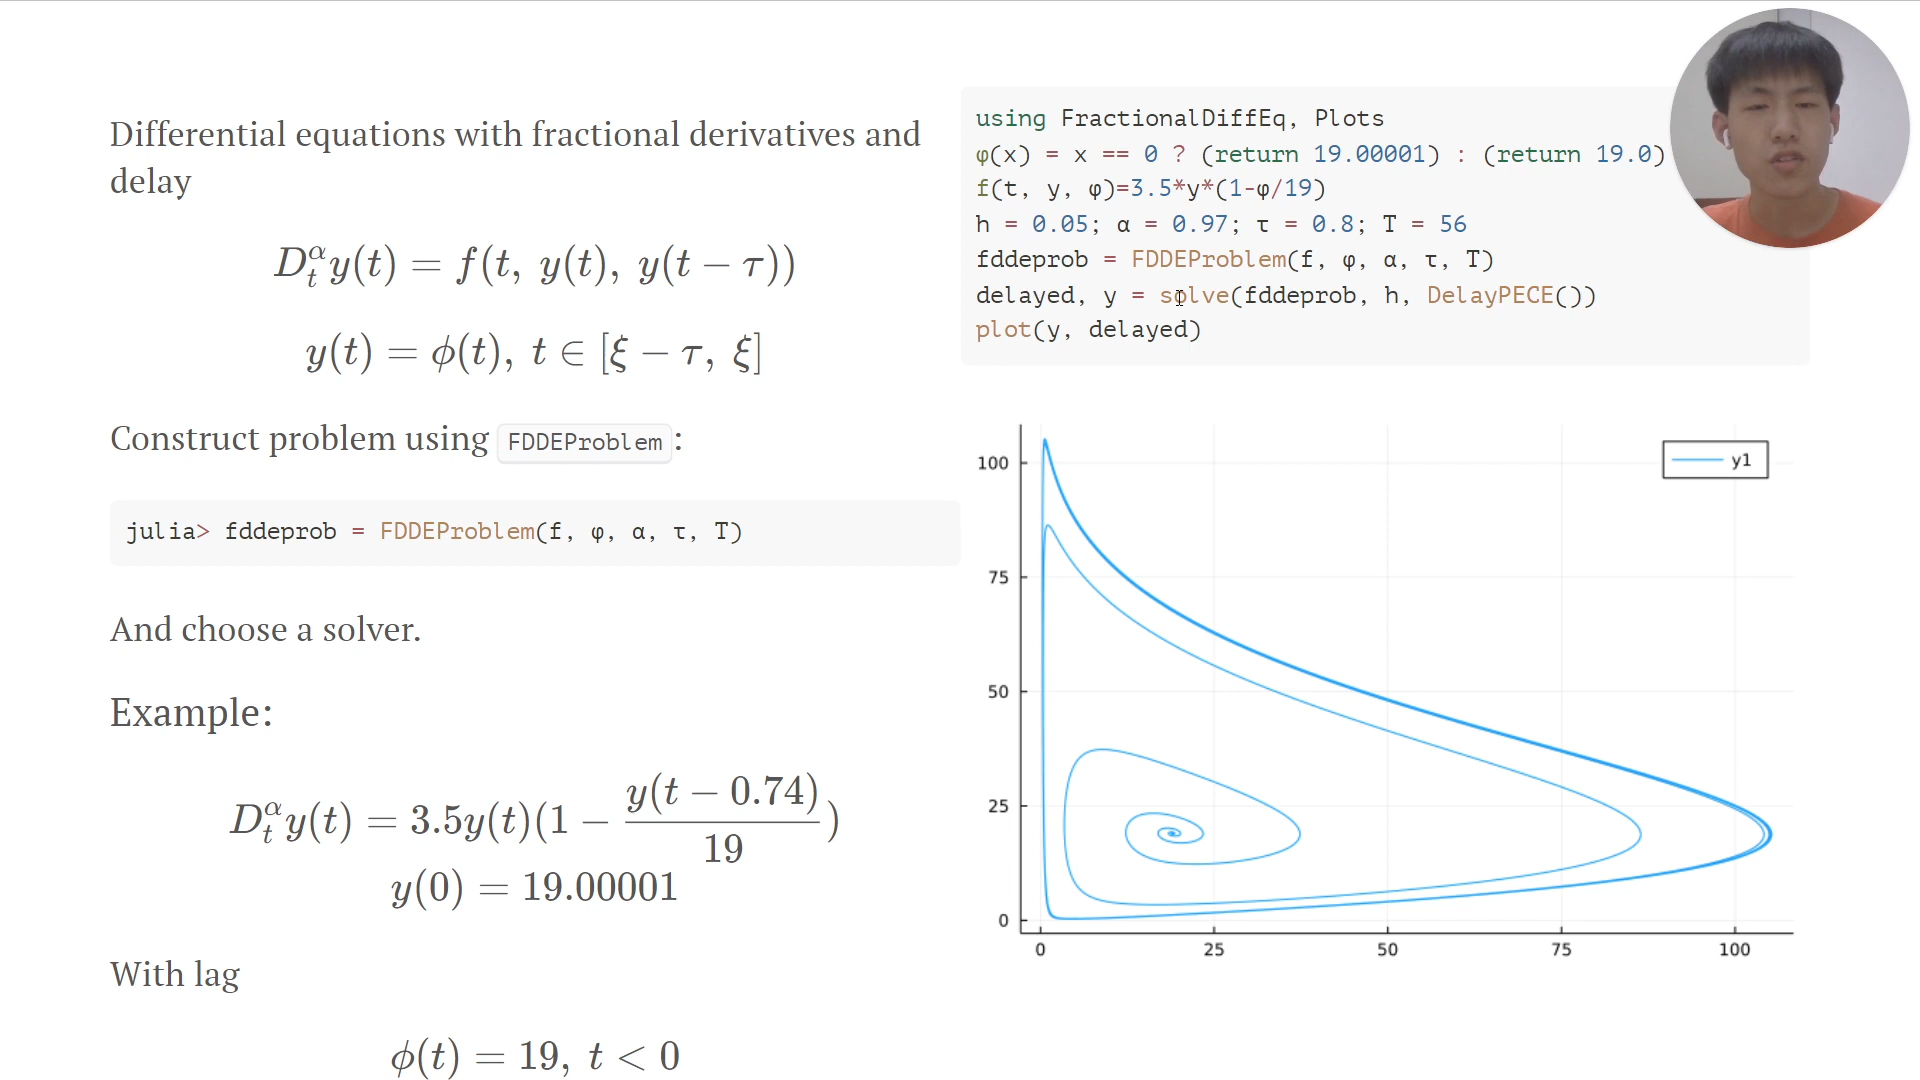 Differential equations with fractional derivatives and
delay
D_t^α y(t) = f(t, y(t), y(t − τ))
y(t) = ϕ(t), t ∈ [ξ − τ, ξ]
Construct problem using FDDEProblem:
julia> fddeprob = FDDEProblem(f, φ, α, τ, T)
And choose a solver.
Example:
D_t^α y(t) = 3.5y(t)(1 − y(t − 0.74)/19)
y(0) = 19.00001
With lag
ϕ(t) = 19, t < 0
using FractionalDiffEq, Plots
φ(x) = x == 0 ? (return 19.00001) : (return 19.0)
f(t, y, φ)=3.5*y*(1-φ/19)
h = 0.05; α = 0.97; τ = 0.8; T = 56
fddeprob = FDDEProblem(f, φ, α, τ, T)
delayed, y = solve(fddeprob, h, DelayPECE())
plot(y, delayed)
y1
100
75
50
25
0
0 25 50 75 100